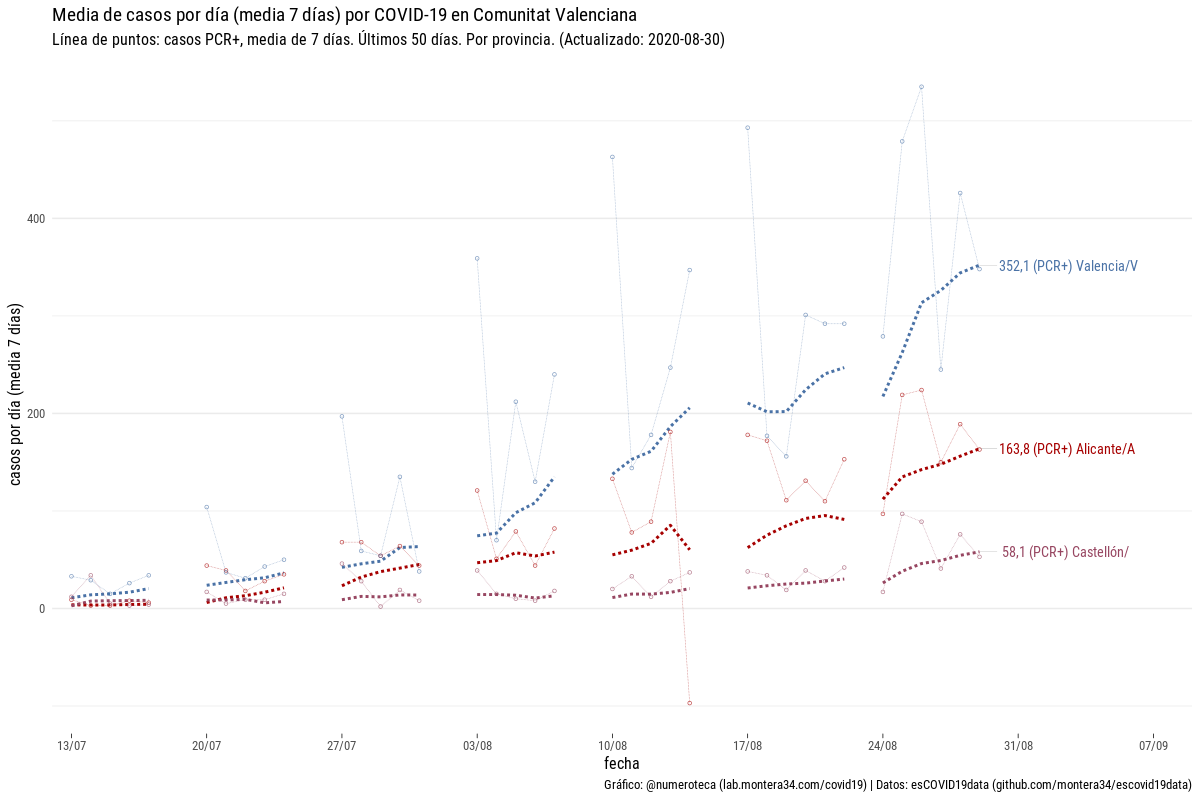 Media de casos por día (media 7 días) por COVID-19 en Comunitat Valenciana
Línea de puntos: casos PCR+, media de 7 días. Últimos 50 días. Por provincia. (Actualizado: 2020-08-30)
casos por día (media 7 días)
400
200
0
352,1 (PCR+) Valencia/V
163,8 (PCR+) Alicante/A
58,1 (PCR+) Castellón/
13/07 20/07 27/07 03/08 10/08 17/08 24/08 31/08 07/09
fecha
Gráfico: @numeroteca (lab.montera34.com/covid19) | Datos: esCOVID19data (github.com/montera34/escovid19data)